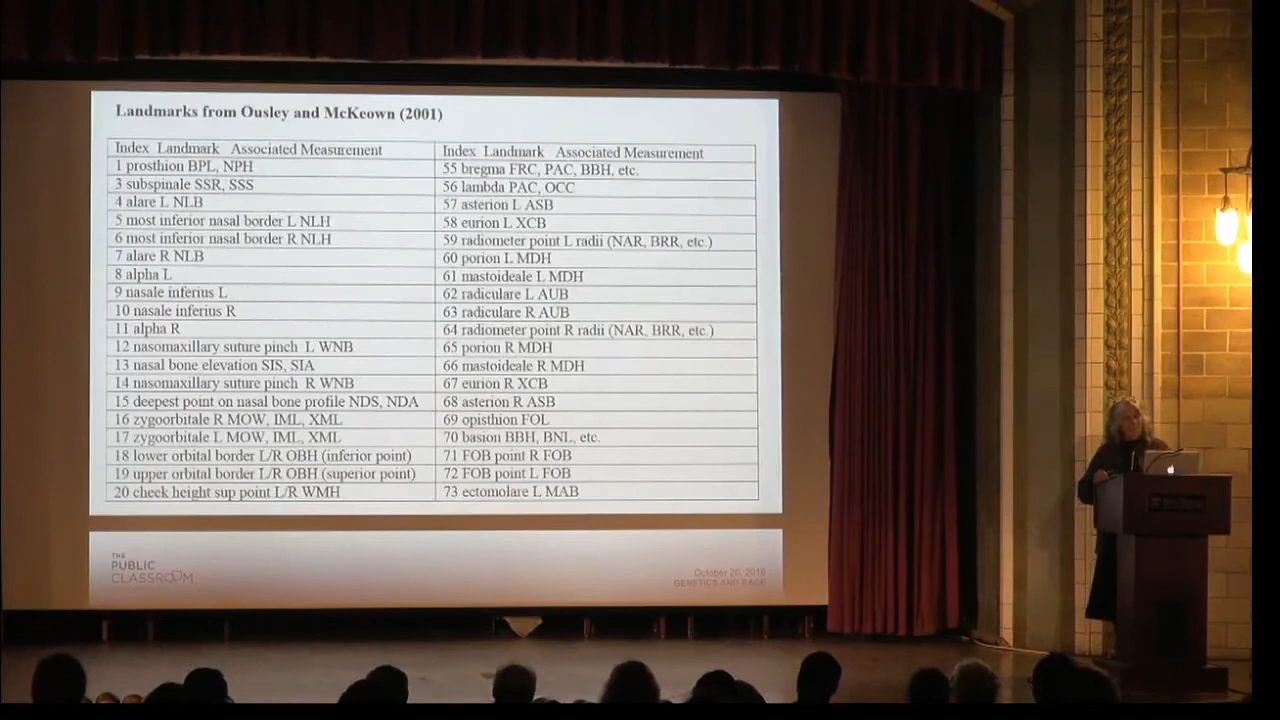 Landmarks from Ousley and McKeown (2001)
Index Landmark Associated Measurement
1 prosthion BPL, NPH
3 subspinale SSR, SSS
4 alare L NLB
5 most inferior nasal border L NLH
6 most inferior nasal border R NLH
7 alare R NLB
8 alpha L
9 nasale inferius L
10 nasale inferius R
11 alpha R
12 nasomaxillary suture pinch L WNB
13 nasal bone elevation SIS, SIA
14 nasomaxillary suture pinch R WNB
15 deepest point on nasal bone profile NDS, NDA
16 zygoorbitale R MOW, IML, XML
17 zygoorbitale L MOW, IML, XML
18 lower orbital border L/R OBH (inferior point)
19 upper orbital border L/R OBH (superior point)
20 cheek height sup point L/R WMH
Index Landmark Associated Measurement
55 bregma FRC, PAC, BBH, etc.
56 lambda PAC, OCC
57 asterion L ASB
58 eurion L XCB
59 radiometer point L radii (NAR, BRR, etc.)
60 porion L MDH
61 mastoideale L MDH
62 radiculare L AUB
63 radiculare R AUB
64 radiometer point R radii (NAR, BRR, etc.)
65 porion R MDH
66 mastoideale R MDH
67 eurion R XCB
68 asterion R ASB
69 opisthion FOL
70 basion BBH, BNL, etc.
71 FOB point R FOB
72 FOB point L FOB
73 ectomolare L MAB
THE
PUBLIC
CLASSROOM
October 26, 2016
GENETICS AND RACE